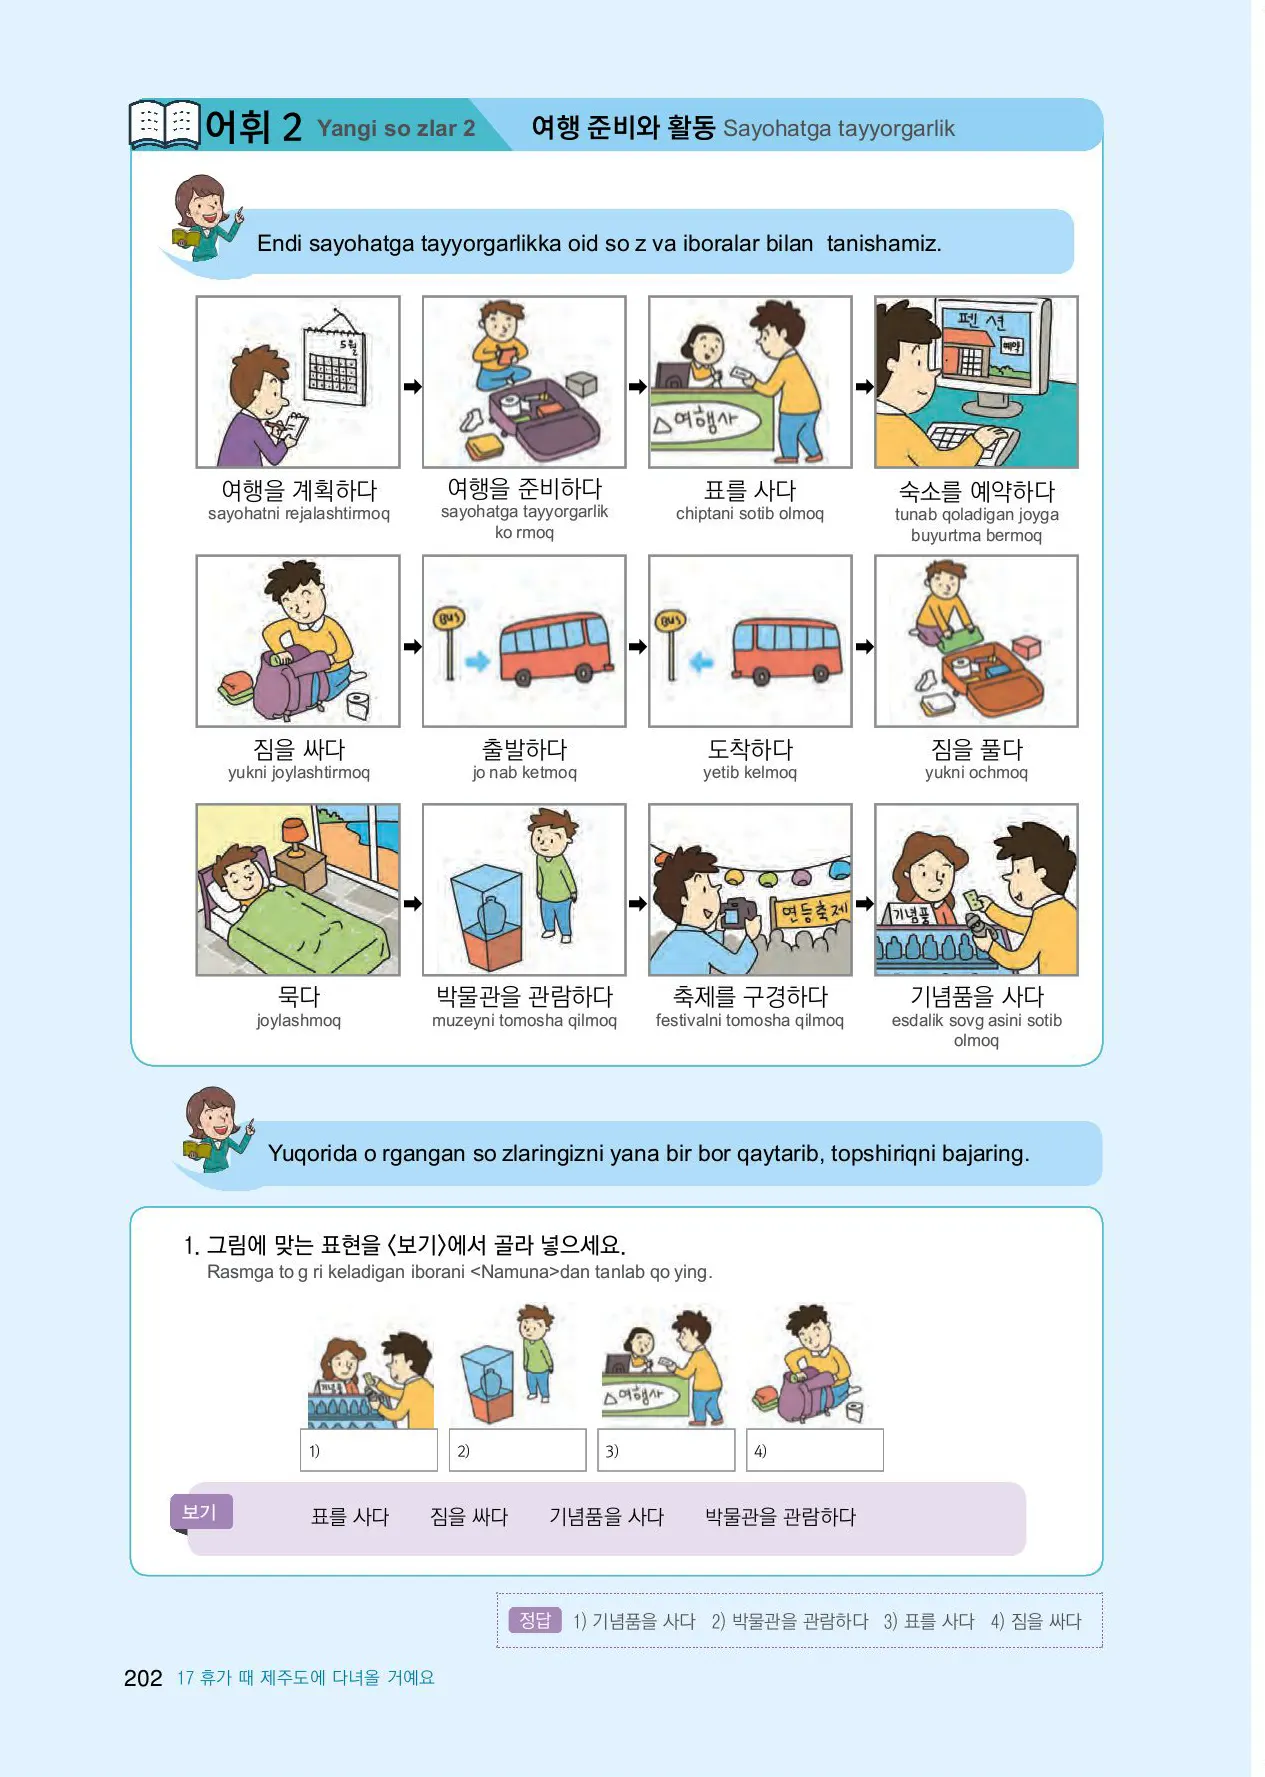 어휘 2 Yangi so zlar 2 여행 준비와 활동 Sayohatga tayyorgarlik
Endi sayohatga tayyorgarlikka oid so z va iboralar bilan tanishamiz.
5월
여행사
펜션
예약
여행을 계획하다
sayohatni rejalashtirmoq
여행을 준비하다
sayohatga tayyorgarlik
ko rmoq
표를 사다
chiptani sotib olmoq
숙소를 예약하다
tunab qoladigan joyga
buyurtma bermoq
BUS
BUS
짐을 싸다
yukni joylashtirmoq
출발하다
jo nab ketmoq
도착하다
yetib kelmoq
짐을 풀다
yukni ochmoq
연등축제
기념품
묵다
joylashmoq
박물관을 관람하다
muzeyni tomosha qilmoq
축제를 구경하다
festivalni tomosha qilmoq
기념품을 사다
esdalik sovg asini sotib
olmoq
Yuqorida o rgangan so zlaringizni yana bir bor qaytarib, topshiriqni bajaring.
1. 그림에 맞는 표현을 〈보기〉에서 골라 넣으세요.
Rasmga to g ri keladigan iborani <Namuna>dan tanlab qo ying.
기념품
여행사
1) 2) 3) 4)
보기 표를 사다 짐을 싸다 기념품을 사다 박물관을 관람하다
정답 1) 기념품을 사다 2) 박물관을 관람하다 3) 표를 사다 4) 짐을 싸다
202 17 휴가 때 제주도에 다녀올 거예요